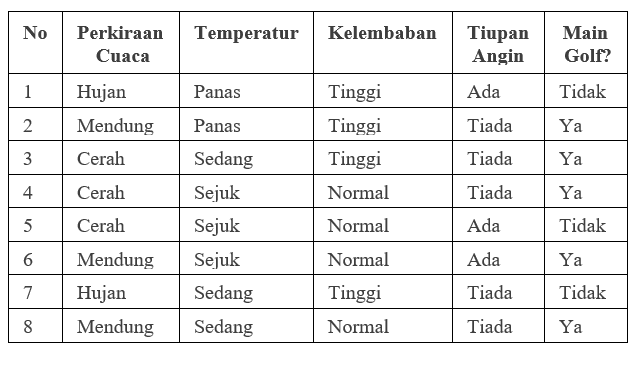 No Perkiraan Cuaca Temperatur Kelembaban Tiupan Angin Main Golf?
1 Hujan Panas Tinggi Ada Tidak
2 Mendung Panas Tinggi Tiada Ya
3 Cerah Sedang Tinggi Tiada Ya
4 Cerah Sejuk Normal Tiada Ya
5 Cerah Sejuk Normal Ada Tidak
6 Mendung Sejuk Normal Ada Ya
7 Hujan Sedang Tinggi Tiada Tidak
8 Mendung Sedang Normal Tiada Ya